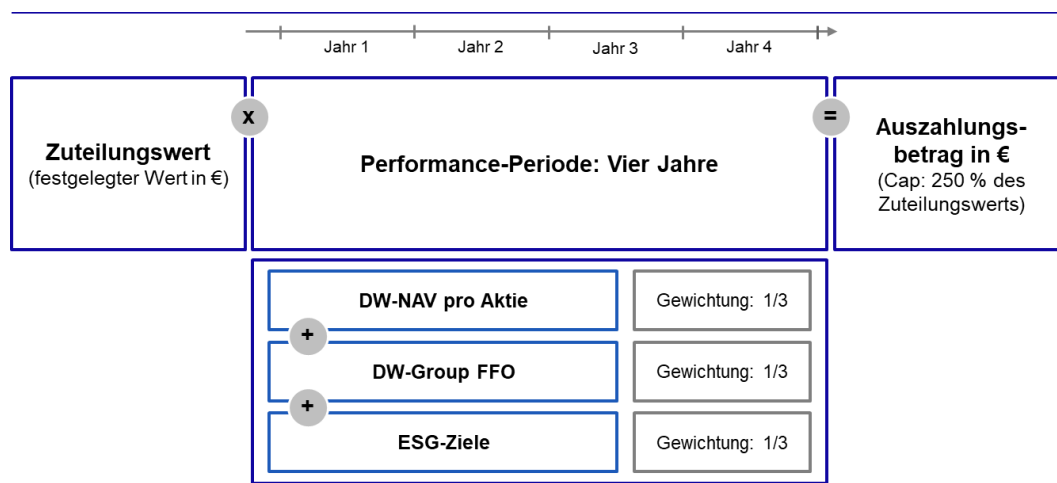 Jahr 1
Jahr 2
Jahr 3
Jahr 4
x
=
Zuteilungswert
(festgelegter Wert in €)
Performance-Periode: Vier Jahre
Auszahlungs-
betrag in €
(Cap: 250 % des
Zuteilungswerts)
DW-NAV pro Aktie
Gewichtung: 1/3
+
DW-Group FFO
Gewichtung: 1/3
+
ESG-Ziele
Gewichtung: 1/3